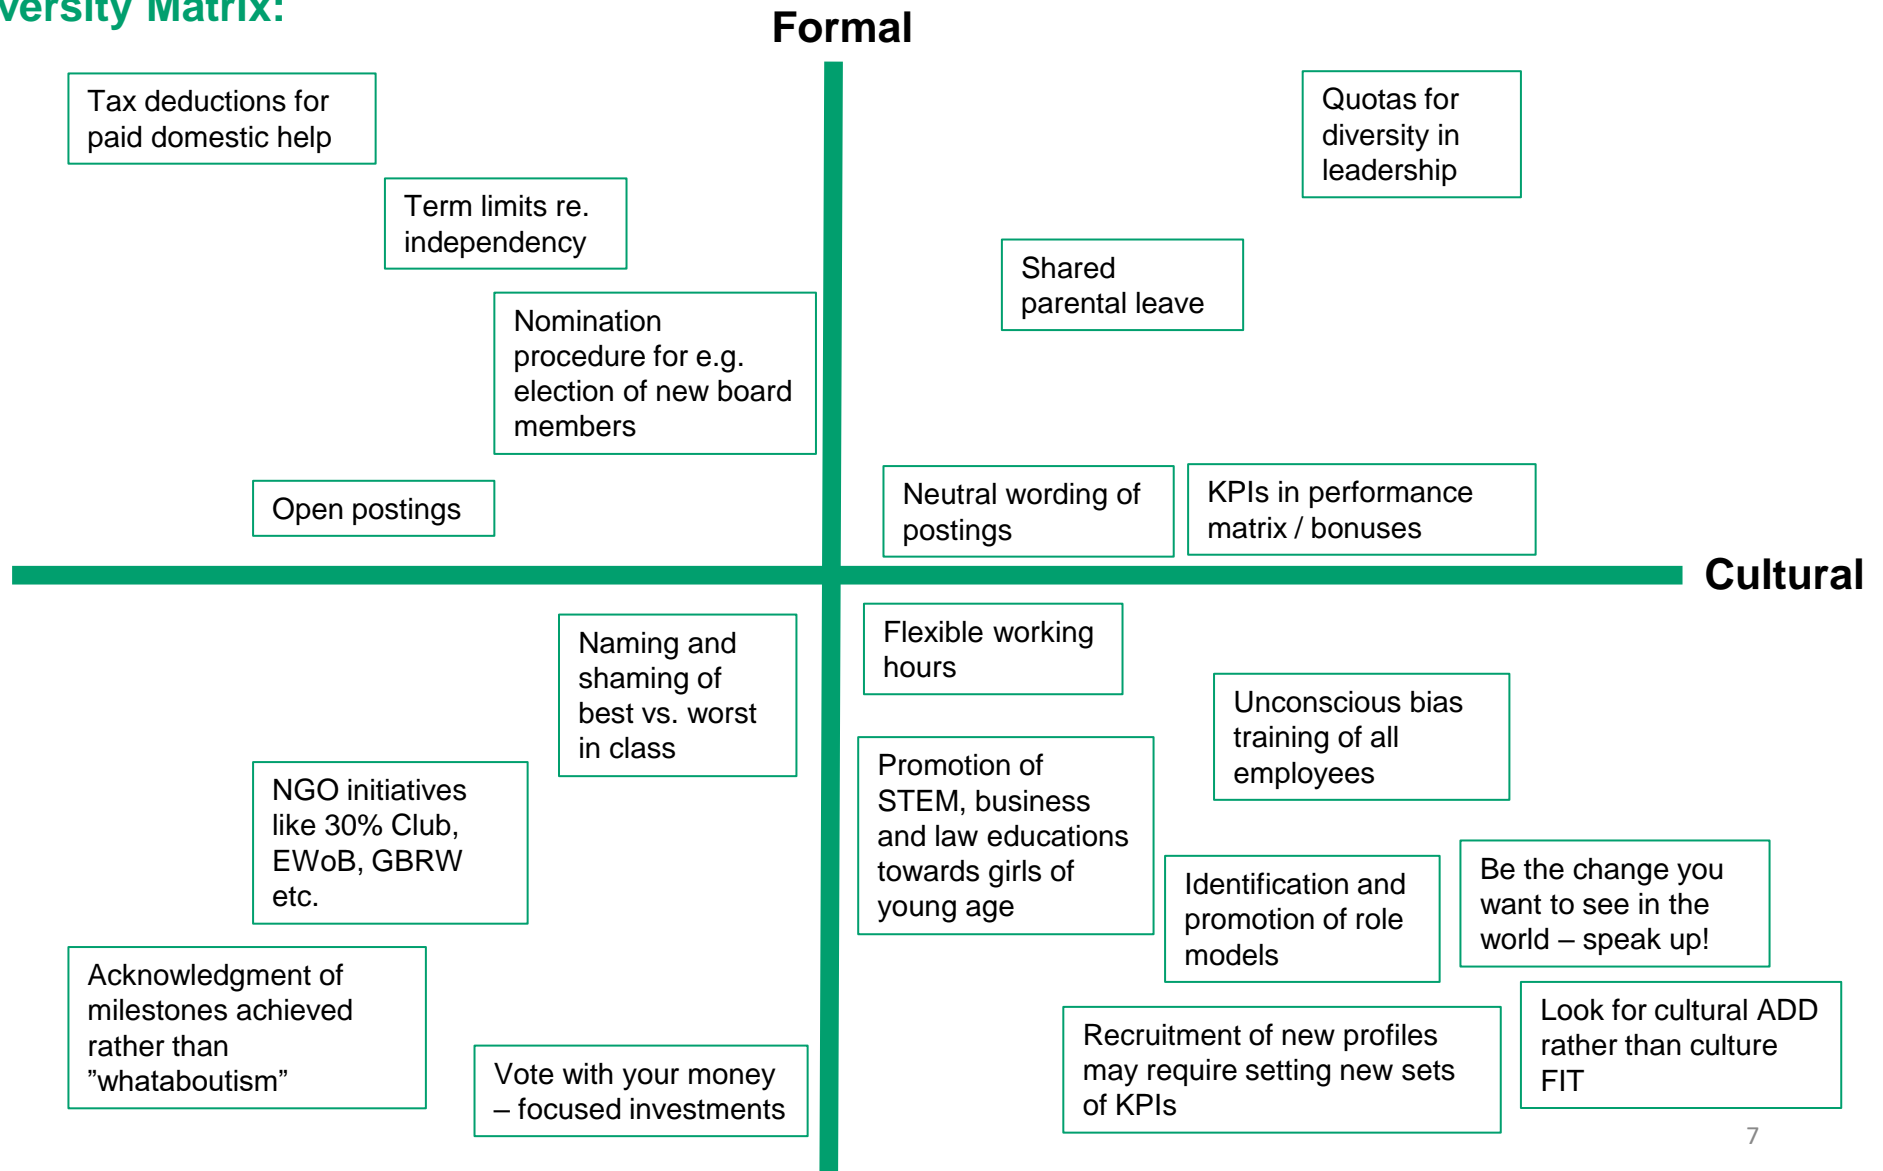 versity Matrix:
Formal
Tax deductions for
paid domestic help
Quotas for
diversity in
leadership
Term limits re.
independency
Shared
parental leave
Nomination
procedure for e.g.
election of new board
members
Open postings
Neutral wording of
postings
KPIs in performance
matrix / bonuses
Cultural
Naming and
shaming of
best vs. worst
in class
Flexible working
hours
Unconscious bias
training of all
employees
NGO initiatives
like 30% Club,
EWoB, GBRW
etc.
Promotion of
STEM, business
and law educations
towards girls of
young age
Identification and
promotion of role
models
Be the change you
want to see in the
world – speak up!
Acknowledgment of
milestones achieved
rather than
”whataboutism”
Vote with your money
– focused investments
Recruitment of new profiles
may require setting new sets
of KPIs
Look for cultural ADD
rather than culture
FIT
7